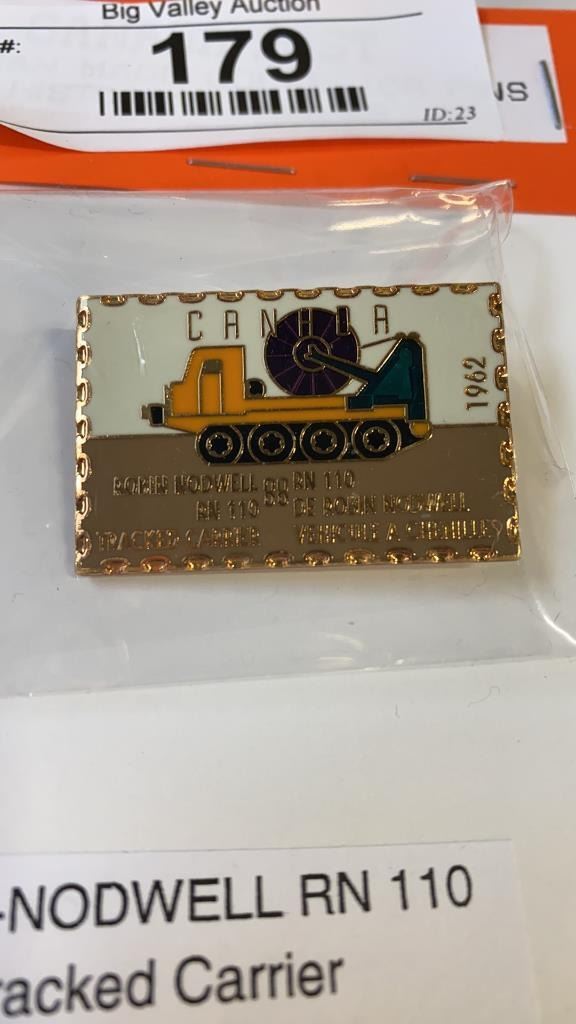 Big Valley Auction
#:
179
ID:23
NS
CANADA
1962
ROBIN NODWELL
RN 110
TRACKED CARRIER
88
RN 110
DE ROBIN NODWELL
VEHICULE A CHENILLES
-NODWELL RN 110
racked Carrier